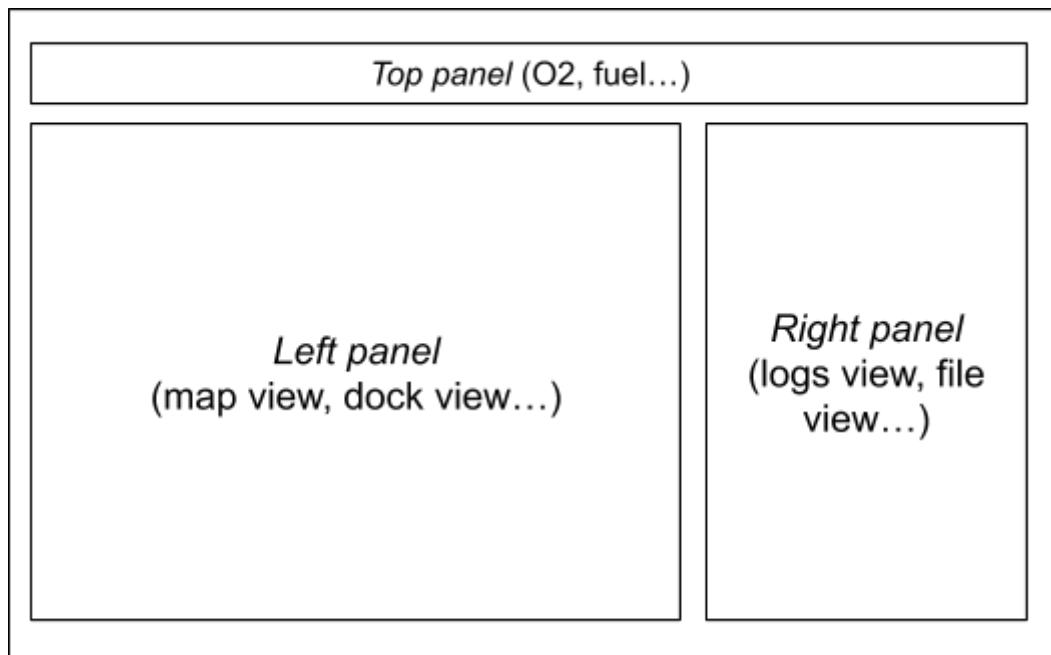 Top panel (O2, fuel…)
Left panel
(map view, dock view…)
Right panel
(logs view, file
view…)